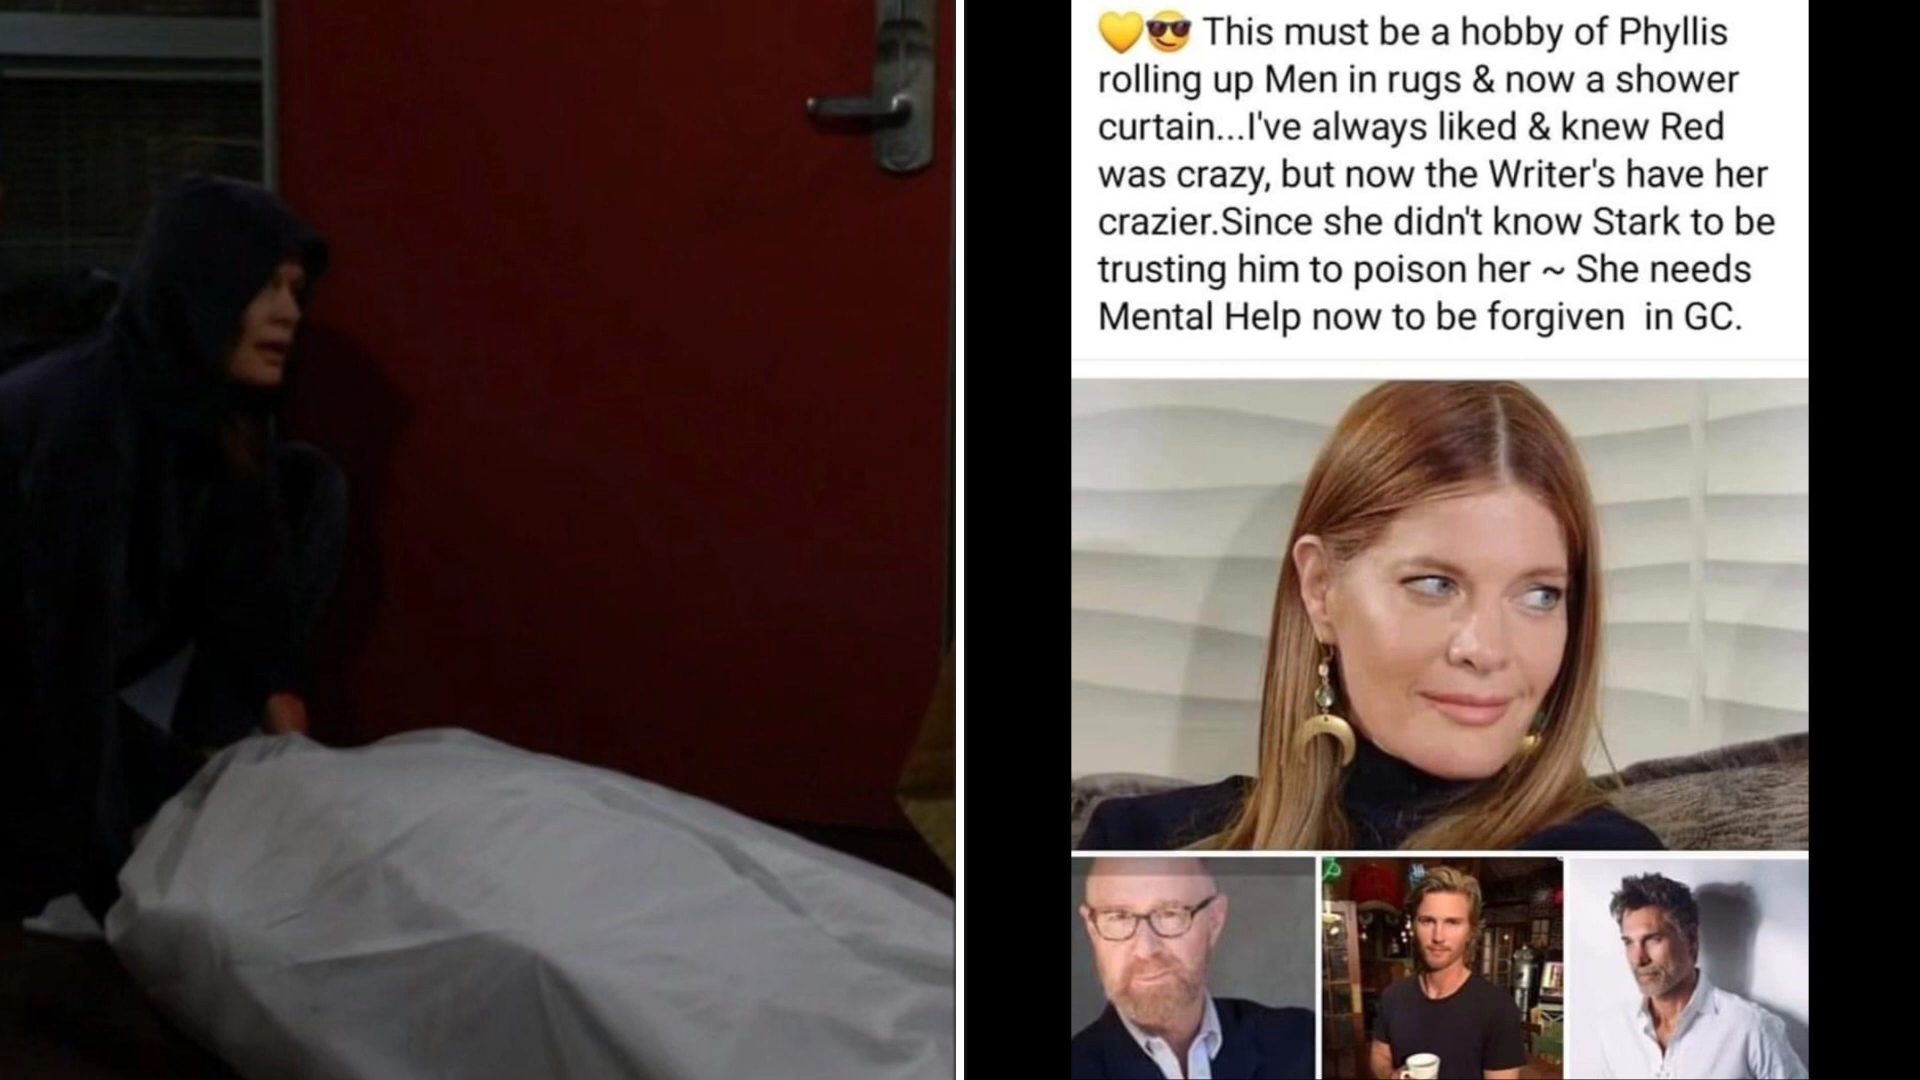 💛😎 This must be a hobby of Phyllis
rolling up Men in rugs & now a shower
curtain...I've always liked & knew Red
was crazy, but now the Writer's have her
crazier.Since she didn't know Stark to be
trusting him to poison her ~ She needs
Mental Help now to be forgiven  in GC.